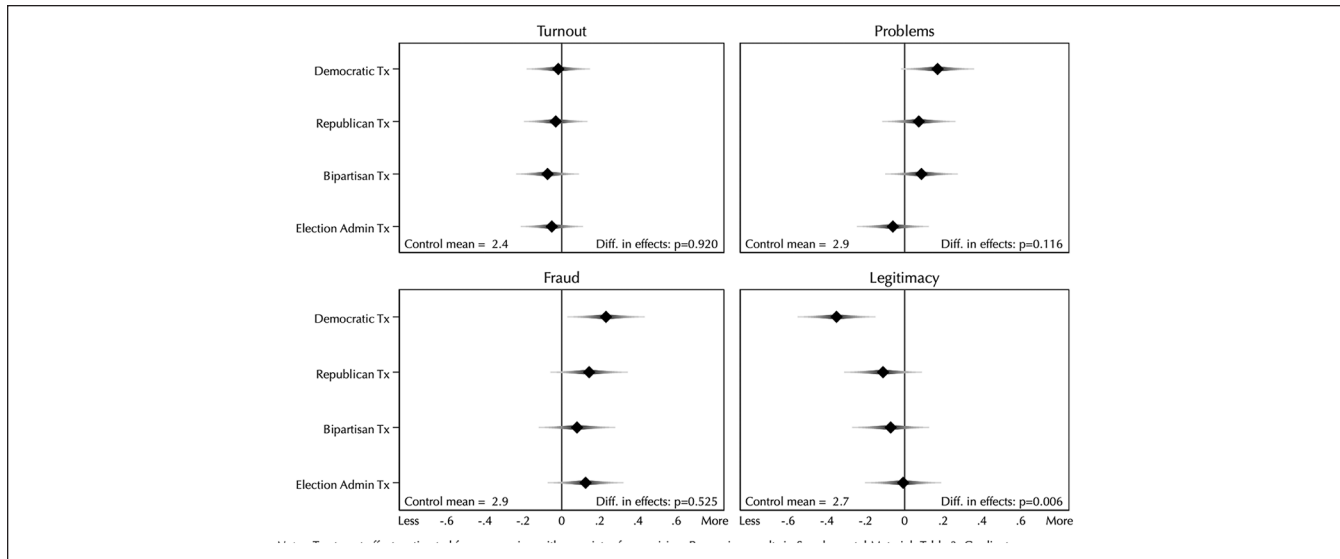 Turnout
Problems
Democratic Tx
Republican Tx
Bipartisan Tx
Election Admin Tx
Control mean = 2.4
Diff. in effects: p=0.920
Control mean = 2.9
Diff. in effects: p=0.116
Fraud
Legitimacy
Democratic Tx
Republican Tx
Bipartisan Tx
Election Admin Tx
Control mean = 2.9
Diff. in effects: p=0.525
Control mean = 2.7
Diff. in effects: p=0.006
Less -.6 -.4 -.2 0 .2 .4 .6 More
Less -.6 -.4 -.2 0 .2 .4 .6 More